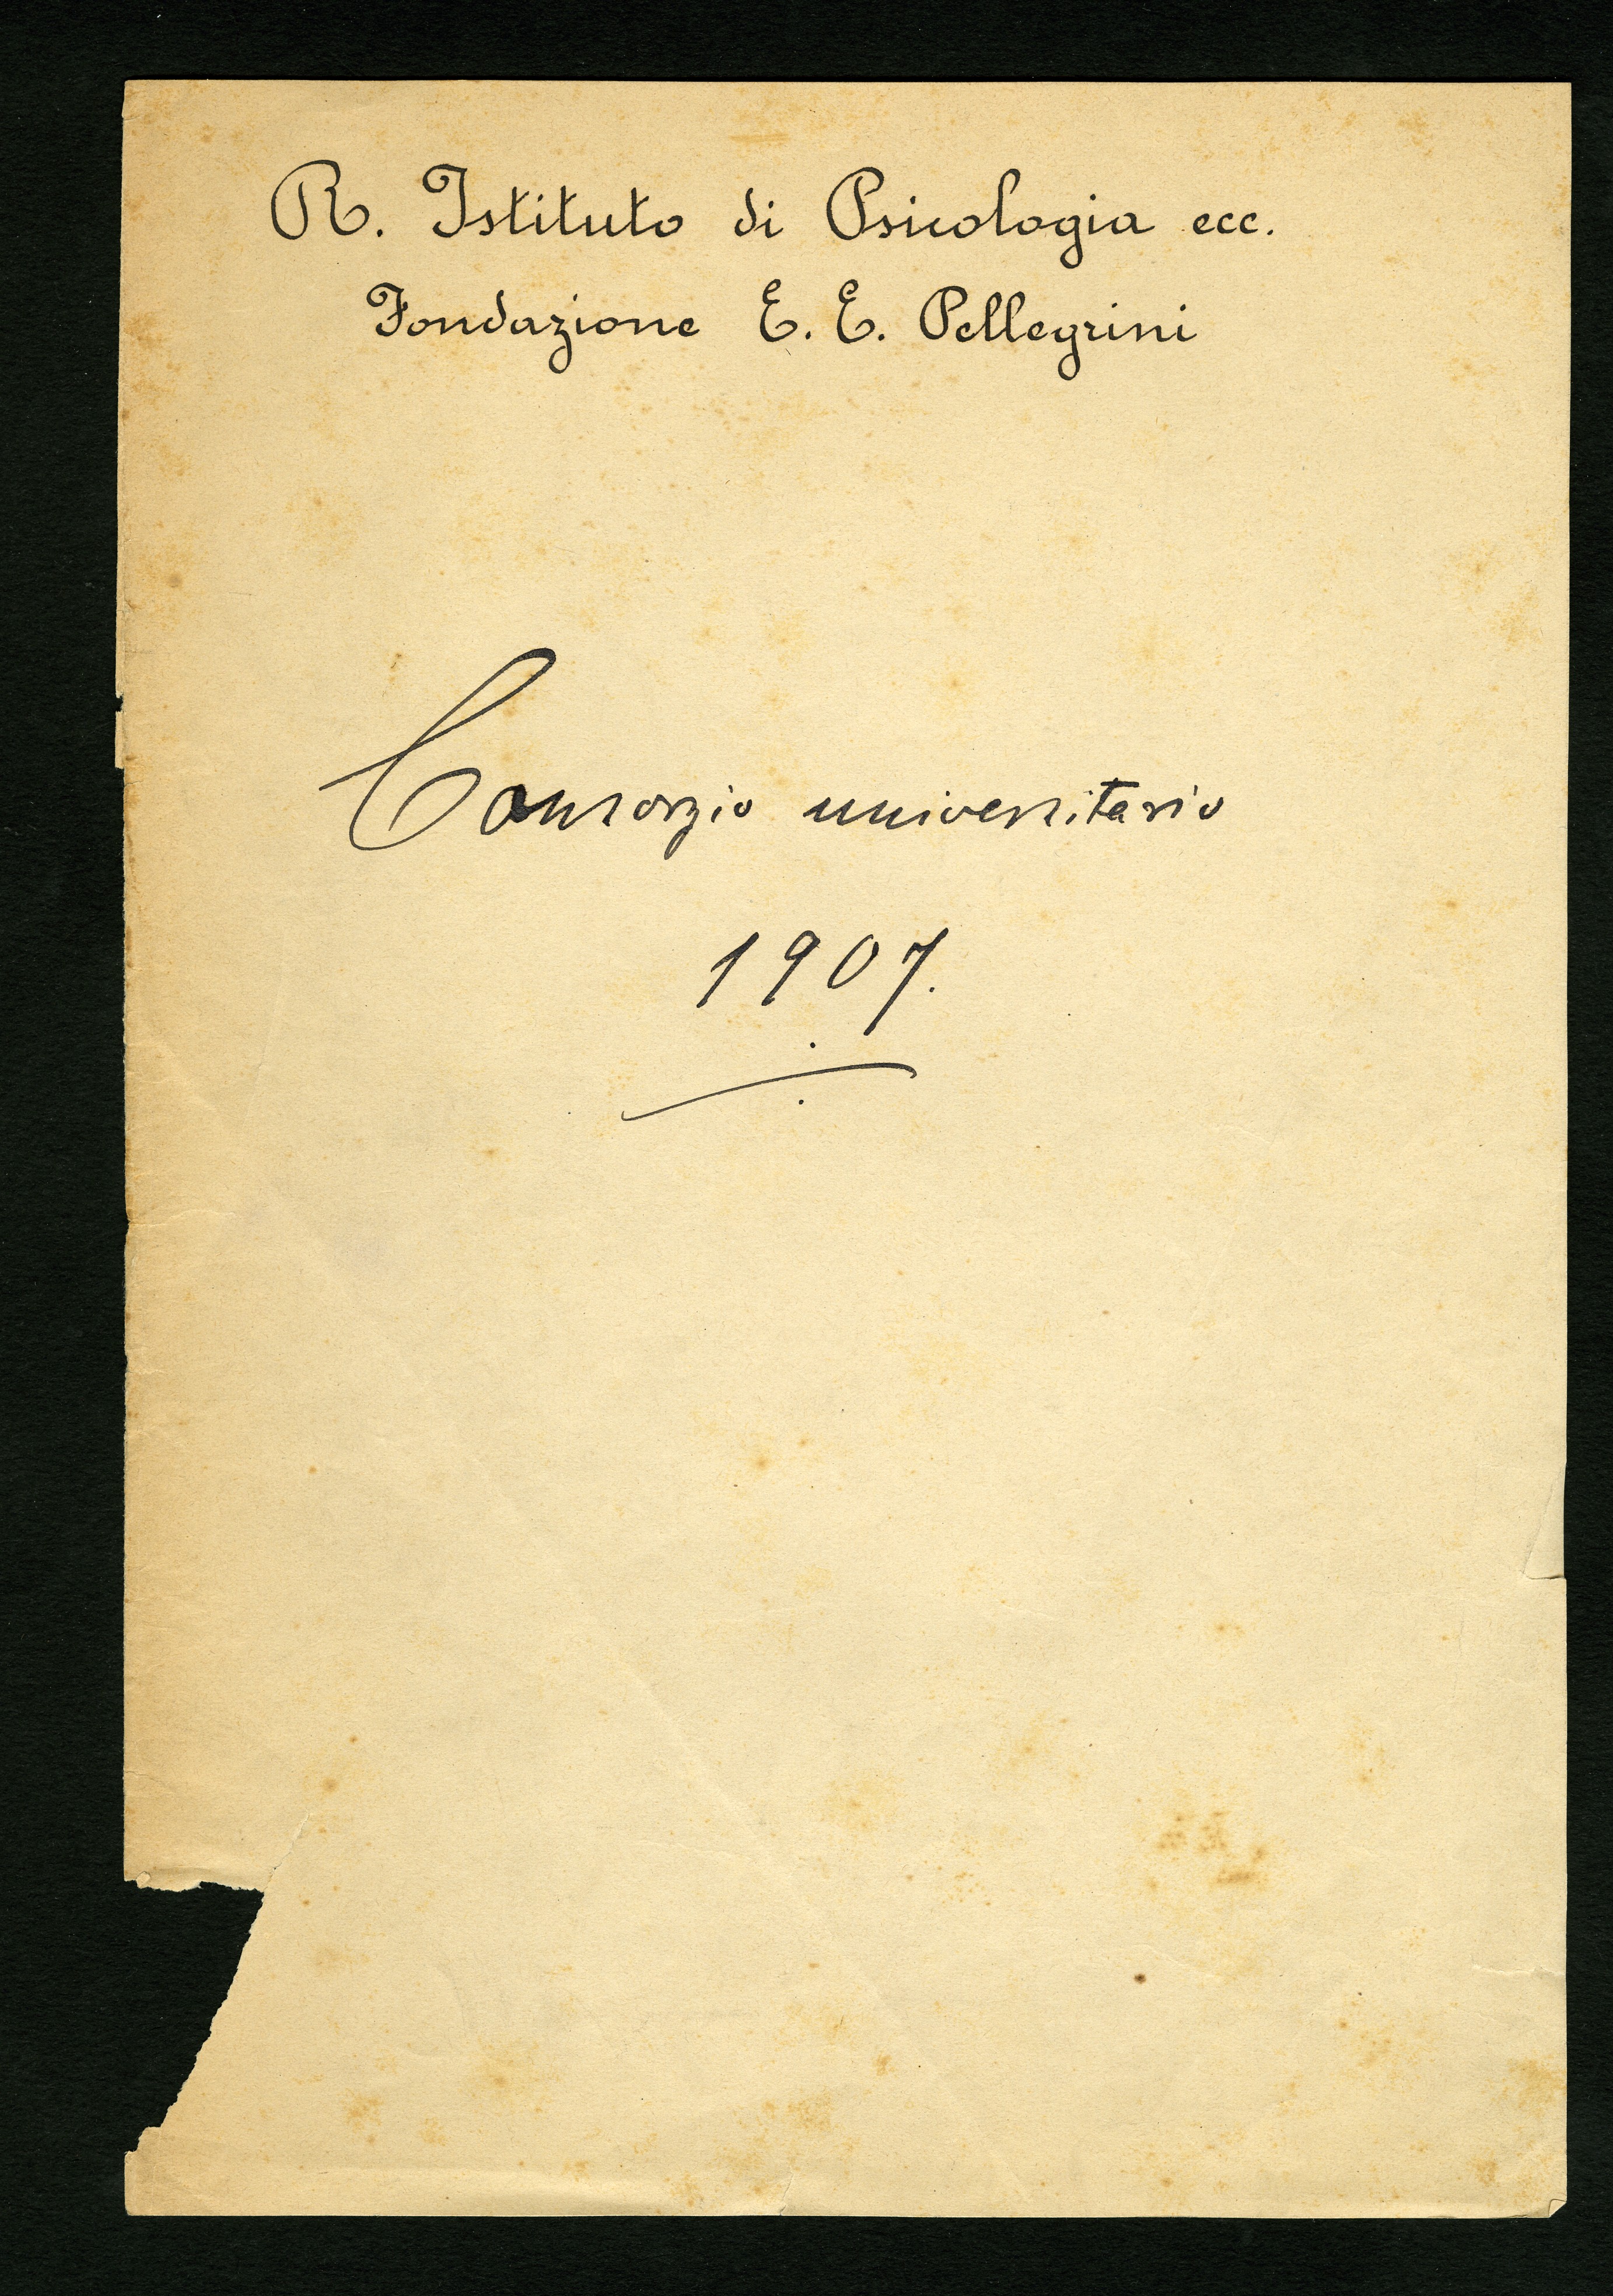 R. Istituto di Psicologia ecc.
Fondazione E. E. Pellegrini
Consorzio universitario
1907.